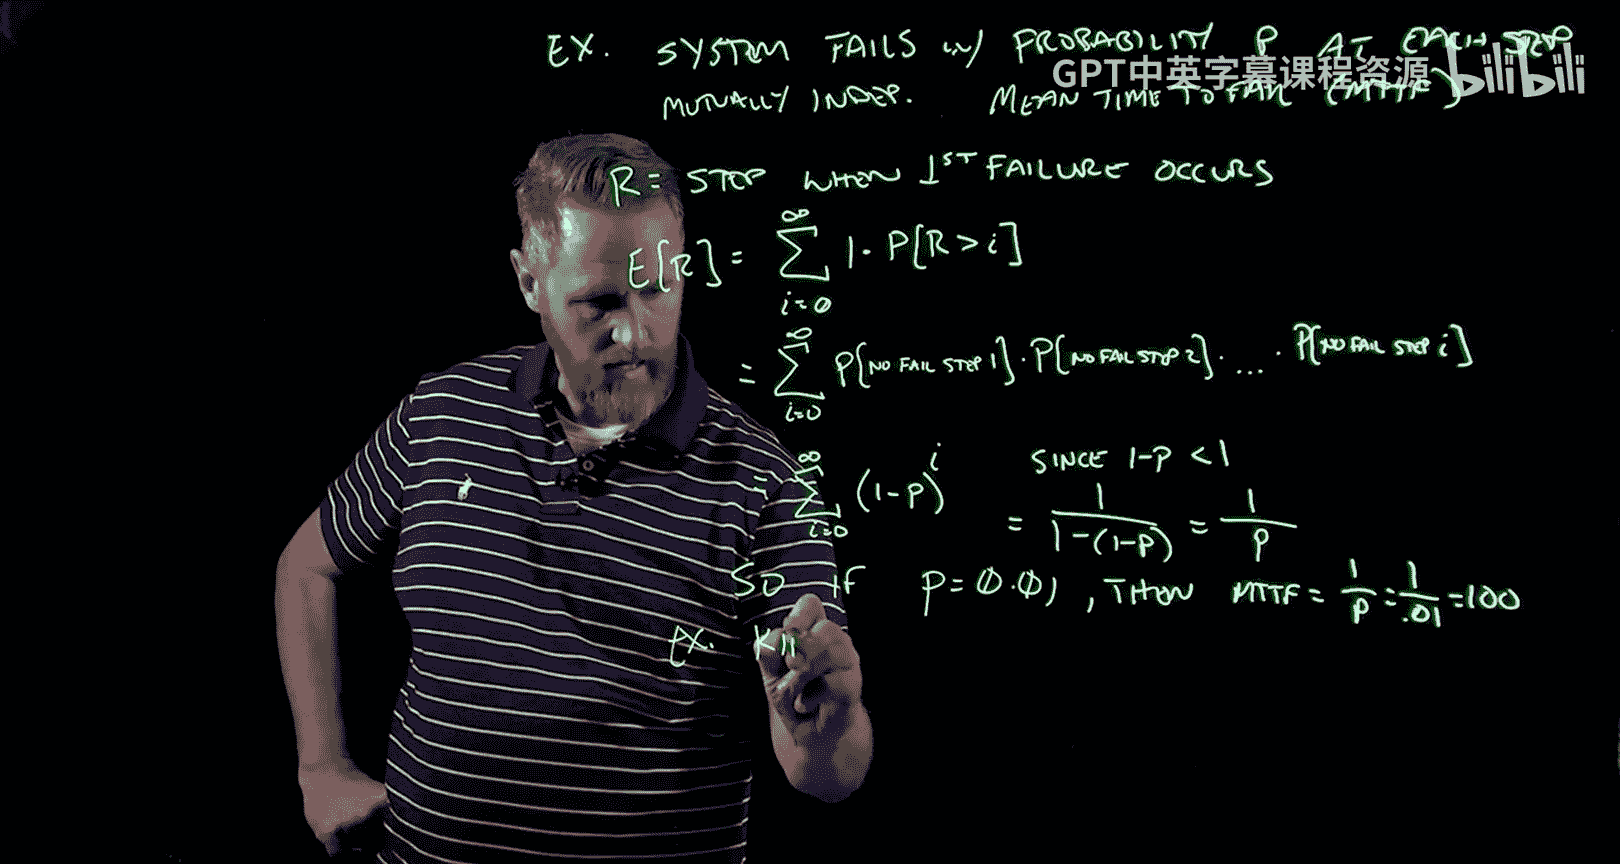 EX. SYSTEM FAILS W/ PROBABILITY P AT EACH STEP
GPT中英字幕课程资源 bilibili
MUTUALLY INDEP. MEAN TIME TO FAIL (MTTF)
R = STEP WHEN 1ST FAILURE OCCURS
E[R] = ∞ Σ i=0 1· P[R > i]
= ∞ Σ i=0 P[NO FAIL STEP 1] · P[NO FAIL STEP 2] · ... · P[NO FAIL STEP i]
= ∞ Σ i=0 (1-P)^i SINCE 1-P < 1
= 1/(1-(1-P)) = 1/P
SO IF P = 0.01, THEN MTTF = 1/P = 1/.01 = 100
EX. KI